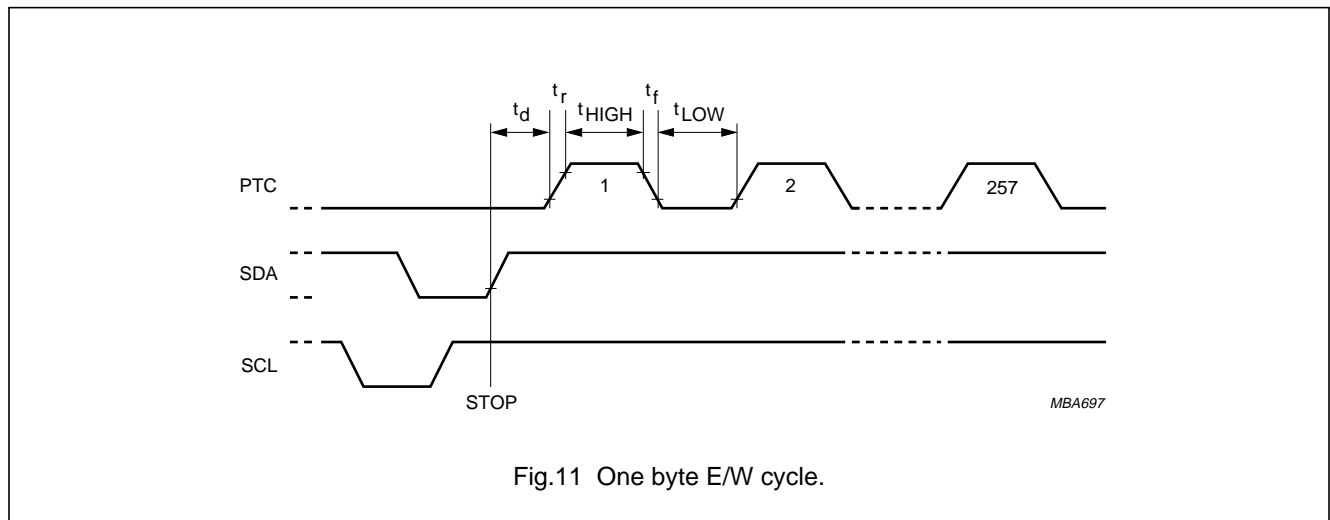 t_r t_f
t_d t_HIGH t_LOW
PTC 1 2 257
SDA
SCL
STOP
MBA697
Fig.11 One byte E/W cycle.